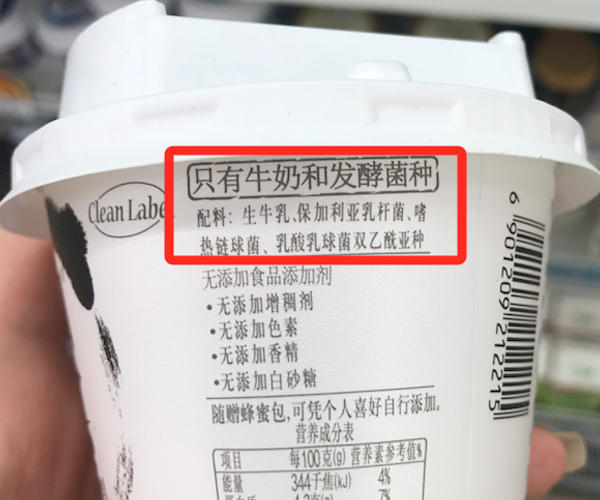 只有牛奶和发酵菌种
Clean Label
配料：生牛乳、保加利亚乳杆菌、嗜
热链球菌、乳酸乳球菌双乙酰亚种
无添加食品添加剂
•无添加增稠剂
•无添加色素
•无添加香精
•无添加白砂糖
随赠蜂蜜包，可凭个人喜好自行添加。
营养成分表
项目 每100克(g) 营养素参考值%
能量 344千焦(kJ) 4%
6 901209 212215